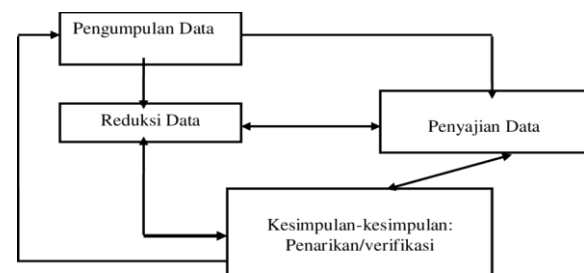 Pengumpulan Data
Reduksi Data
Penyajian Data
Kesimpulan-kesimpulan:
Penarikan/verifikasi